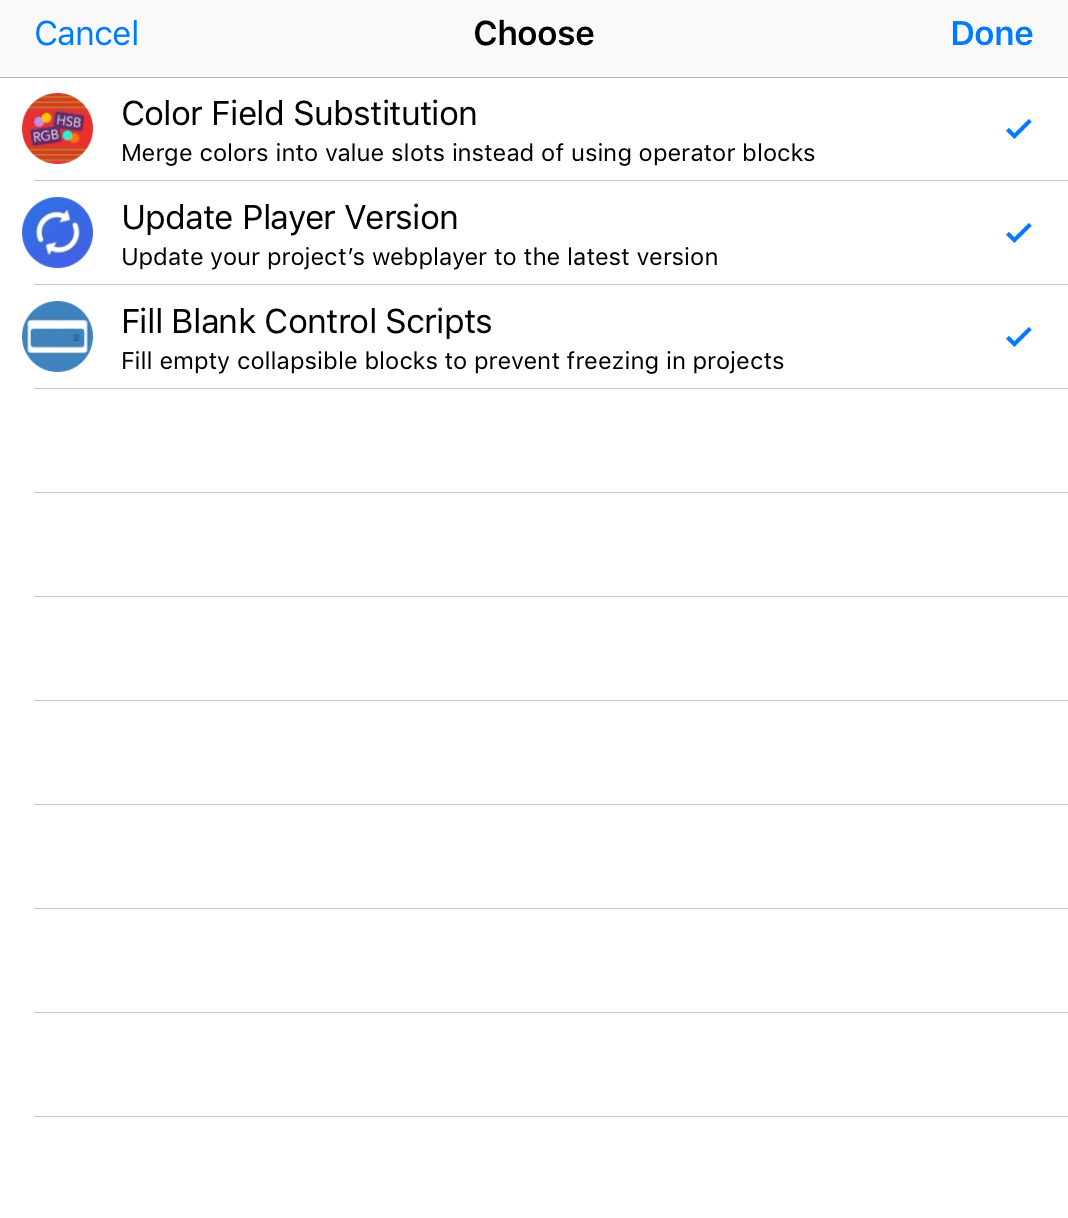 Cancel
Choose
Done
HSB
RGB
Color Field Substitution
Merge colors into value slots instead of using operator blocks
Update Player Version
Update your project’s webplayer to the latest version
Fill Blank Control Scripts
Fill empty collapsible blocks to prevent freezing in projects